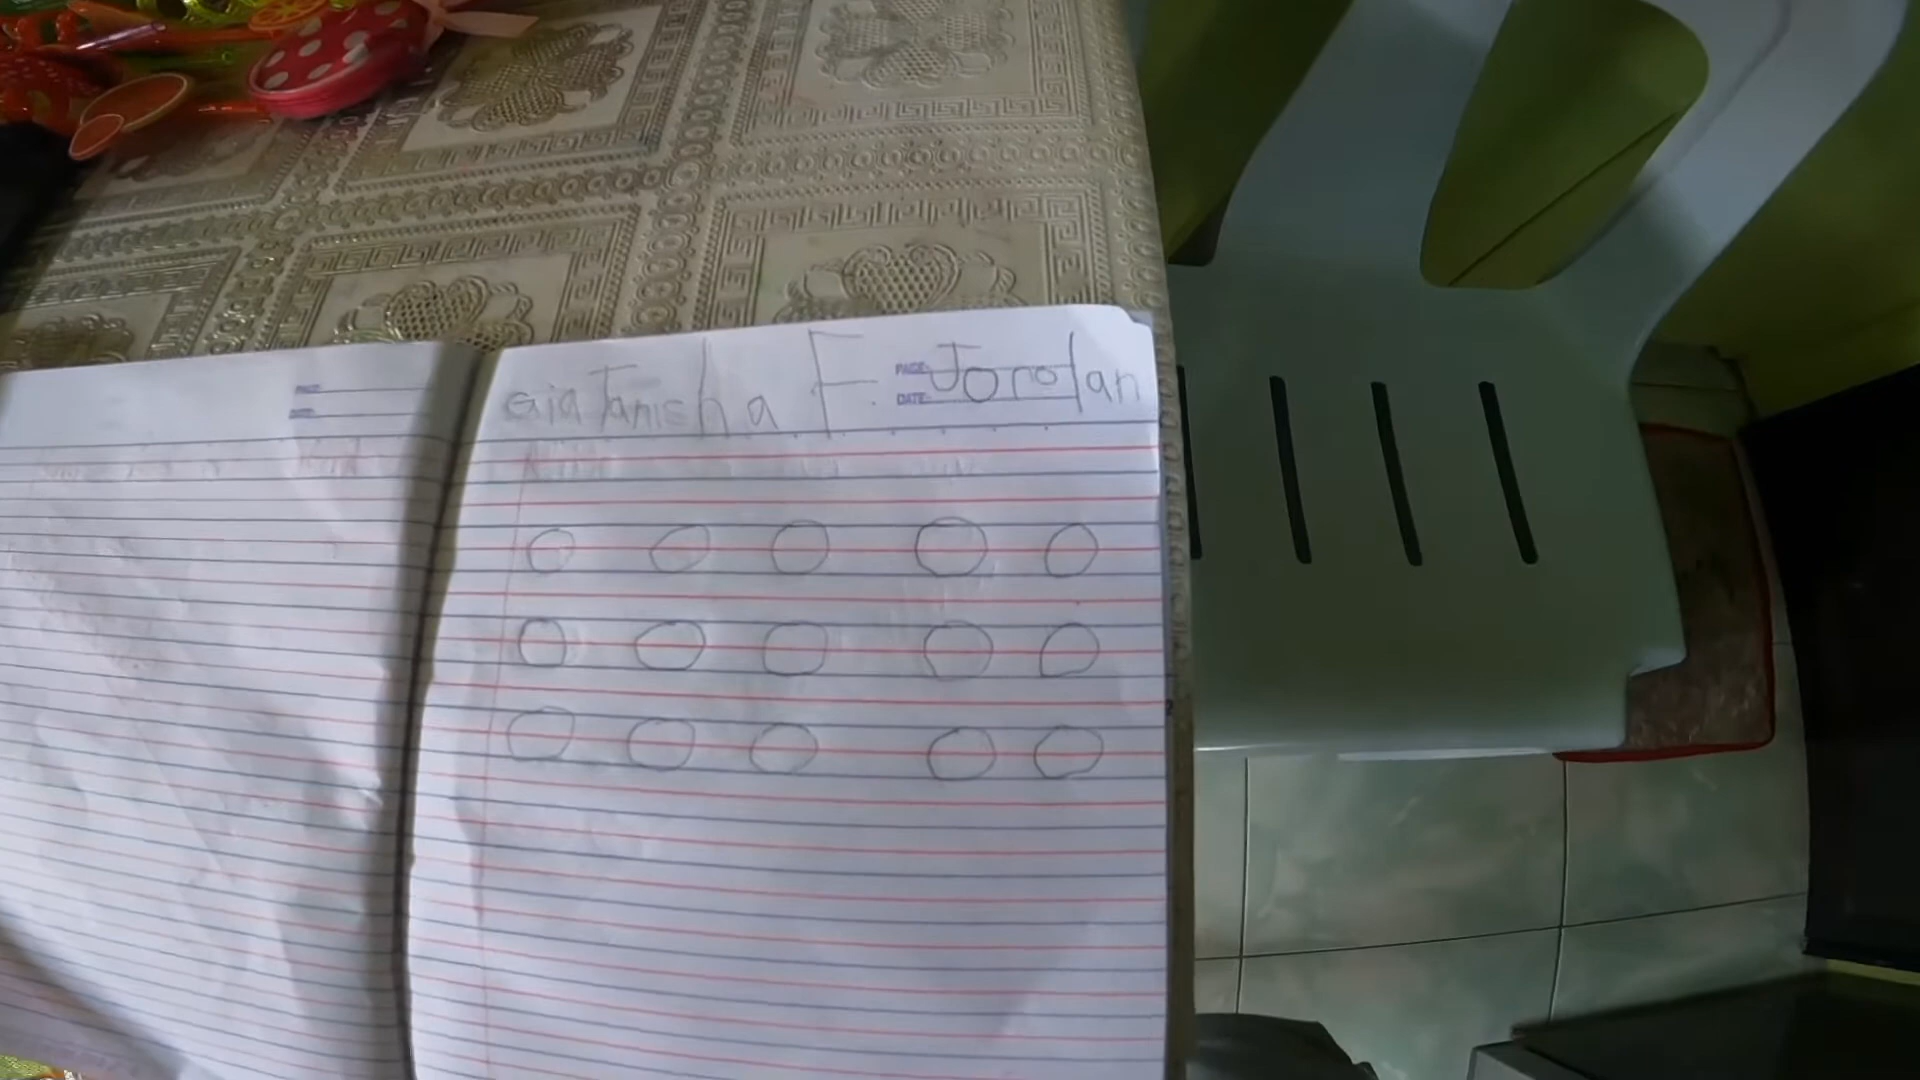 PAGE:
DATE:
Gia Tanisha F. Jorolan
PAGE:
DATE:
O O O O O
O O O O O
O O O O O